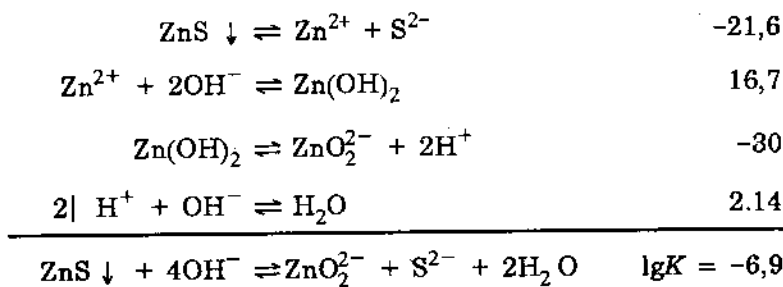 ZnS ↓ ⇌ Zn²⁺ + S²⁻ -21,6
Zn²⁺ + 2OH⁻ ⇌ Zn(OH)₂ 16,7
Zn(OH)₂ ⇌ ZnO₂²⁻ + 2H⁺ -30
2| H⁺ + OH⁻ ⇌ H₂O 2.14
ZnS ↓ + 4OH⁻ ⇌ ZnO₂²⁻ + S²⁻ + 2H₂O lgK = -6,9